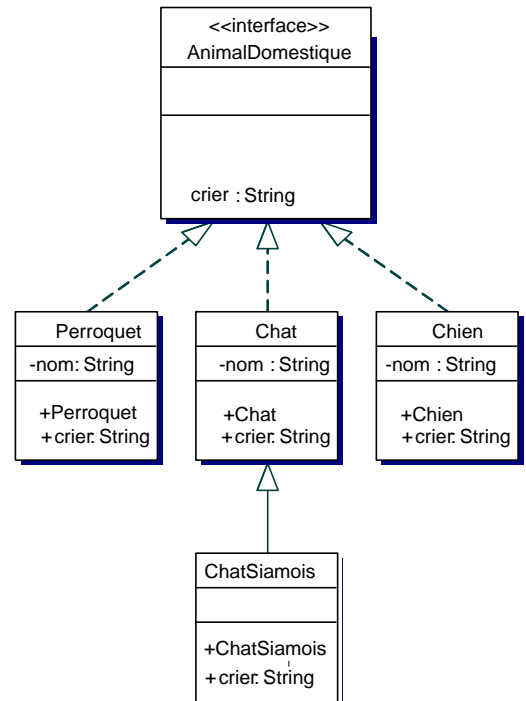 <<interface>>
AnimalDomestique
crier : String
Perroquet
-nom: String
+Perroquet
+crier: String
Chat
-nom : String
+Chat
+crier: String
Chien
-nom : String
+Chien
+crier: String
ChatSiamois
+ChatSiamois
+crier: String